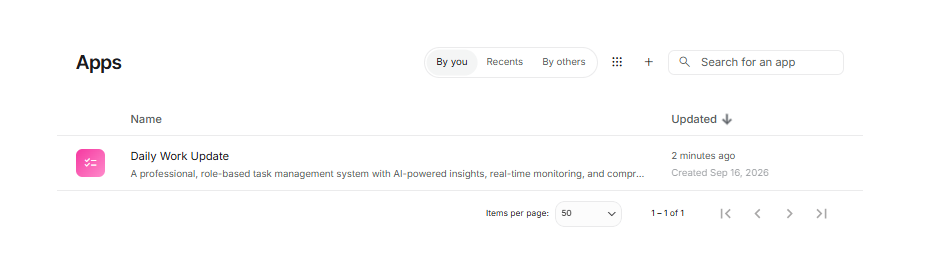 Apps
By you Recents By others
Search for an app
Name Updated
Daily Work Update 2 minutes ago
A professional, role-based task management system with AI-powered insights, real-time monitoring, and compr... Created Sep 16, 2026
Items per page: 50 1 – 1 of 1